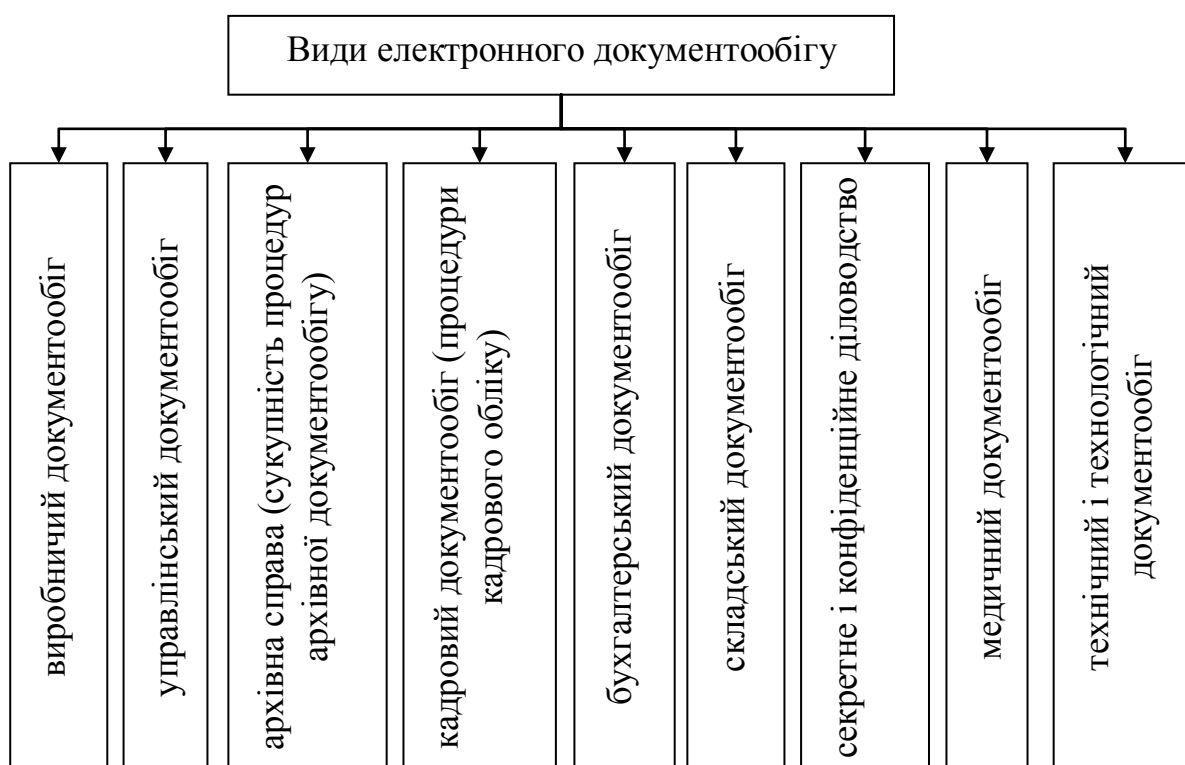 Види електронного документообігу
виробничий документообіг
управлінський документообіг
архівна справа (сукупність процедур
архівної документообігу)
кадровий документообіг (процедури
кадрового обліку)
бухгалтерський документообіг
складський документообіг
секретне і конфіденційне діловодство
медичний документообіг
технічний і технологічний
документообіг